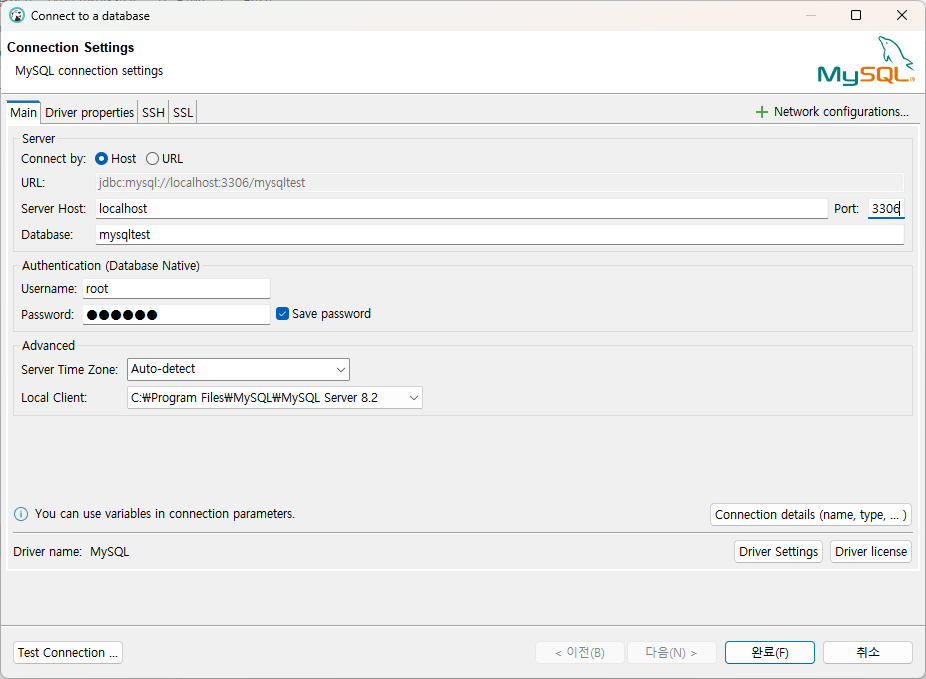 Connect to a database
Connection Settings
MySQL connection settings
MySQL
Main Driver properties SSH SSL Network configurations...
Server
Connect by: Host URL
URL: jdbc:mysql://localhost:3306/mysqltest
Server Host: localhost Port: 3306
Database: mysqltest
Authentication (Database Native)
Username: root
Password: ●●●●●● Save password
Advanced
Server Time Zone: Auto-detect
Local Client: C:₩Program Files₩MySQL₩MySQL Server 8.2
You can use variables in connection parameters. Connection details (name, type, ... )
Driver name: MySQL Driver Settings Driver license
Test Connection ... < 이전(B) 다음(N) > 완료(F) 취소